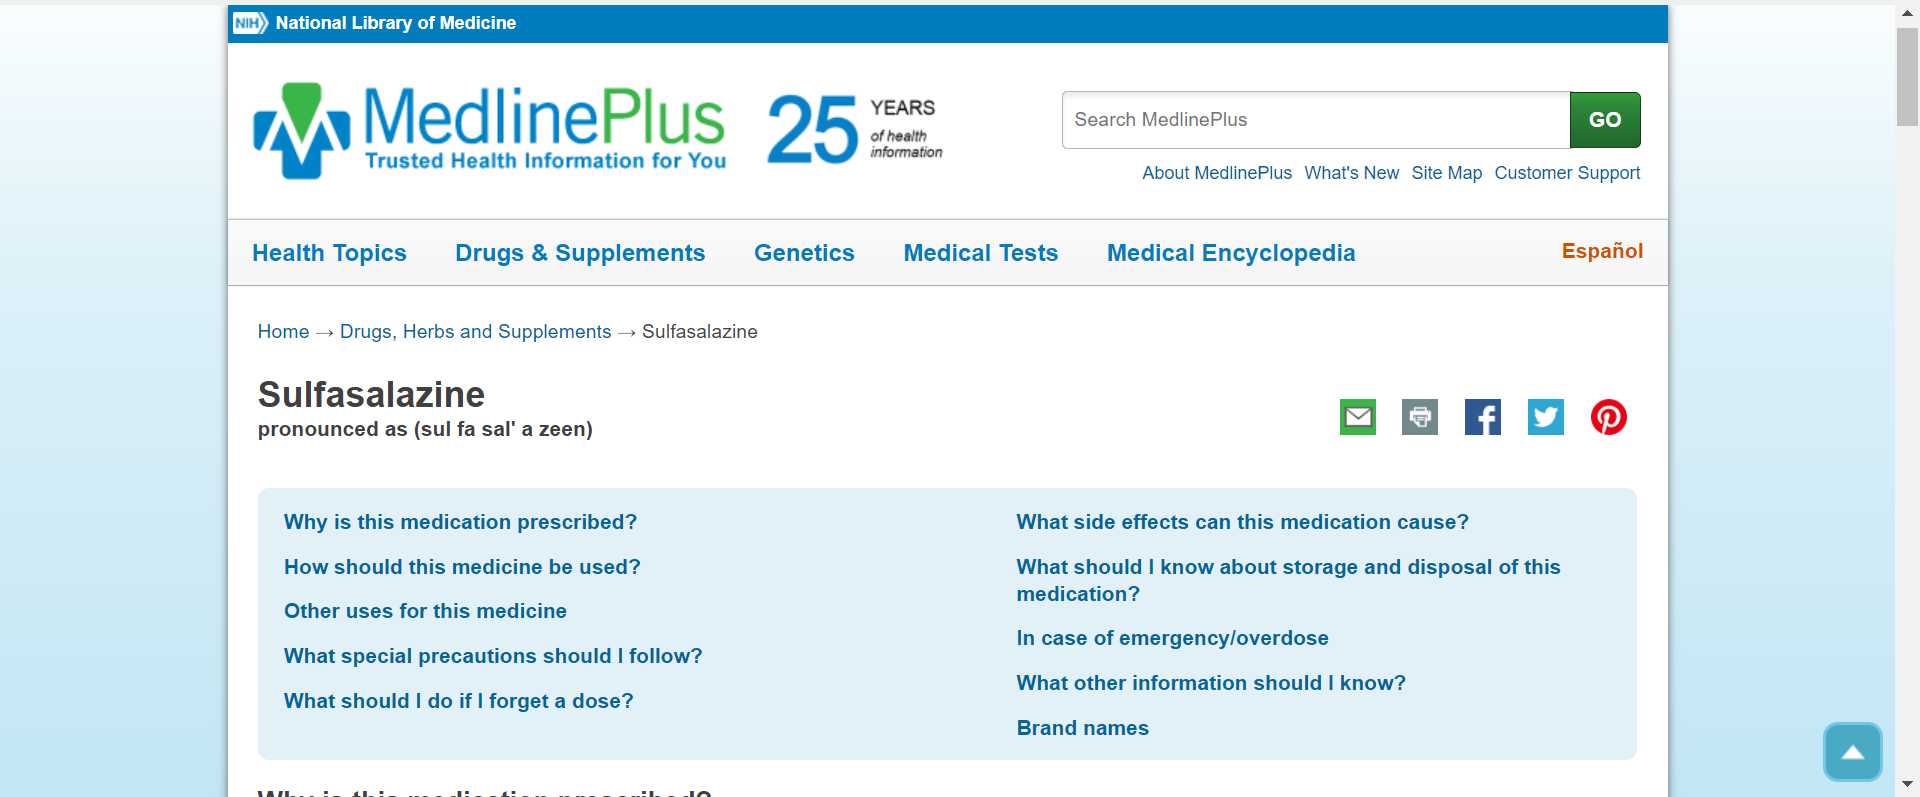 NIH National Library of Medicine
MedlinePlus
Trusted Health Information for You
25 YEARS
of health
information
Search MedlinePlus
GO
About MedlinePlus What's New Site Map Customer Support
Health Topics Drugs & Supplements Genetics Medical Tests Medical Encyclopedia Español
Home → Drugs, Herbs and Supplements → Sulfasalazine
Sulfasalazine
pronounced as (sul fa sal' a zeen)
Why is this medication prescribed?
How should this medicine be used?
Other uses for this medicine
What special precautions should I follow?
What should I do if I forget a dose?
What side effects can this medication cause?
What should I know about storage and disposal of this
medication?
In case of emergency/overdose
What other information should I know?
Brand names
Why is this medication prescribed?